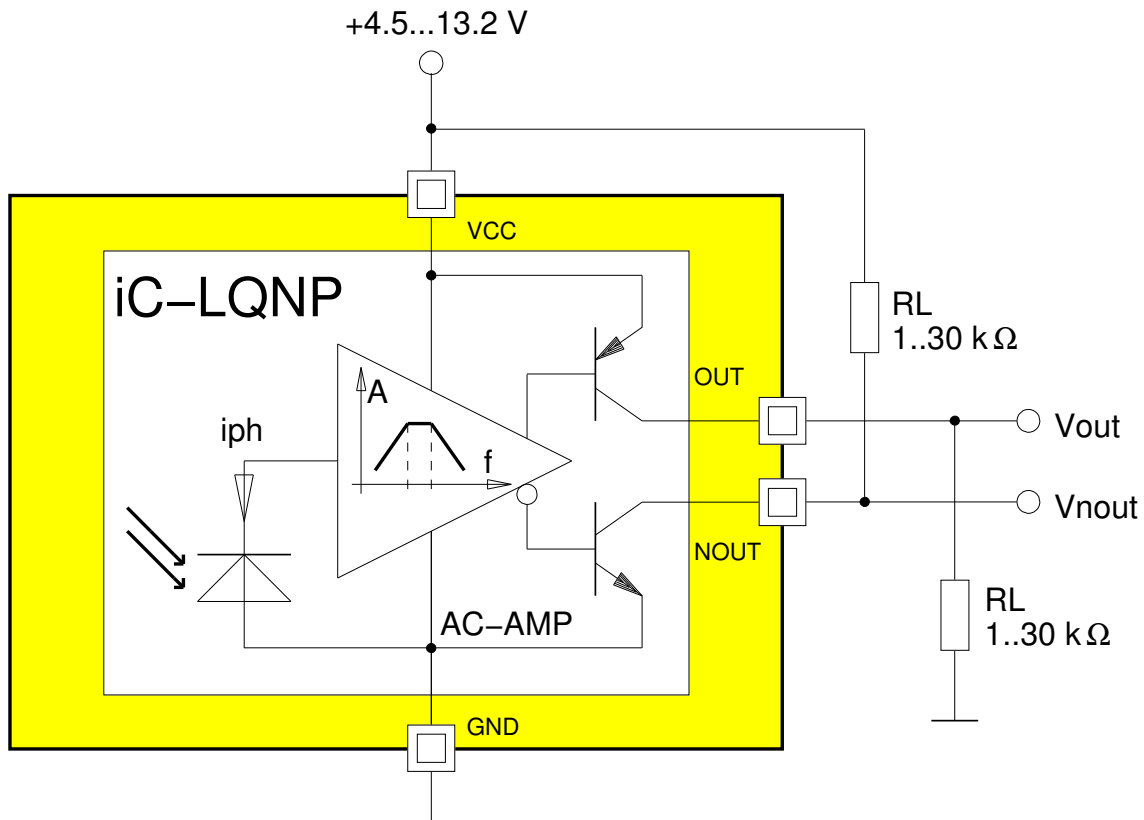 +4.5...13.2 V
VCC
iC–LQNP
RL
1..30 kΩ
OUT
A
iph
f
Vout
Vnout
NOUT
RL
1..30 kΩ
AC–AMP
GND